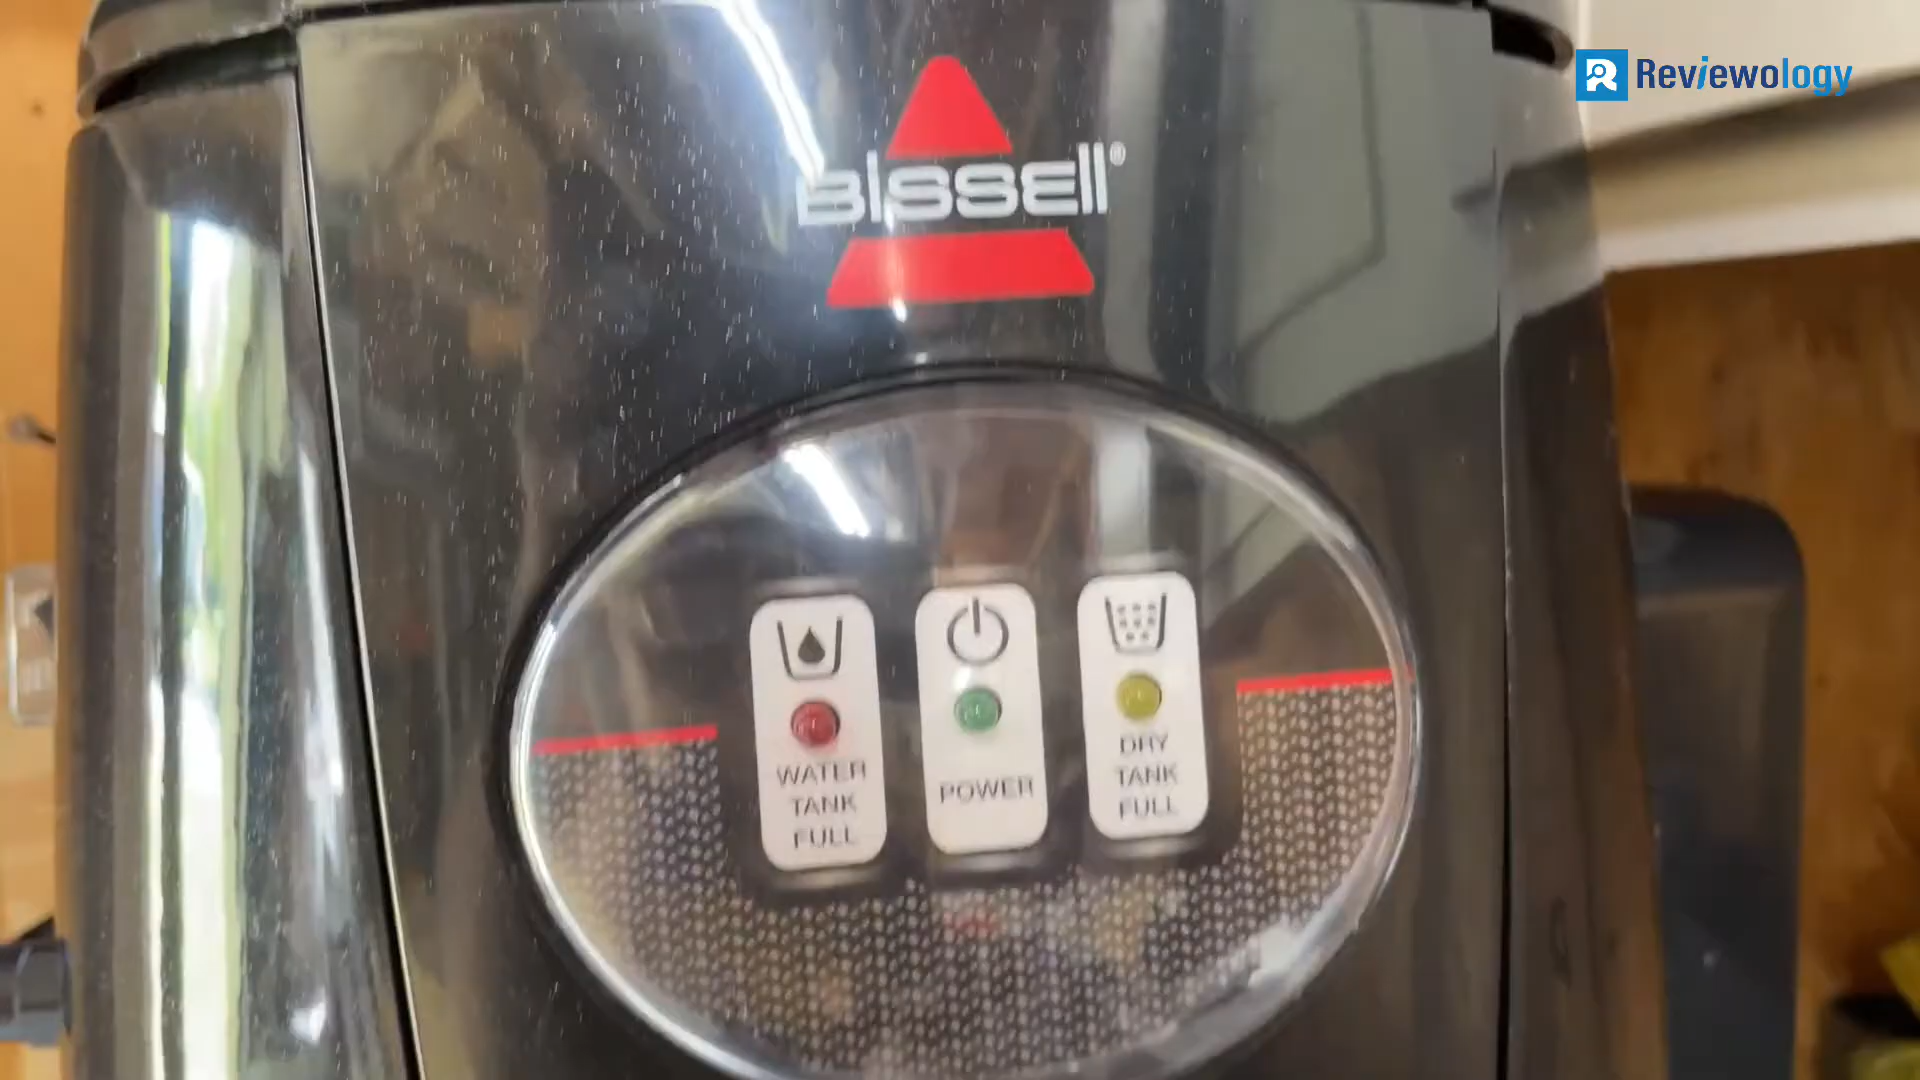 Reviewology
BISSELL®
WATER
TANK
FULL
POWER
DRY
TANK
FULL